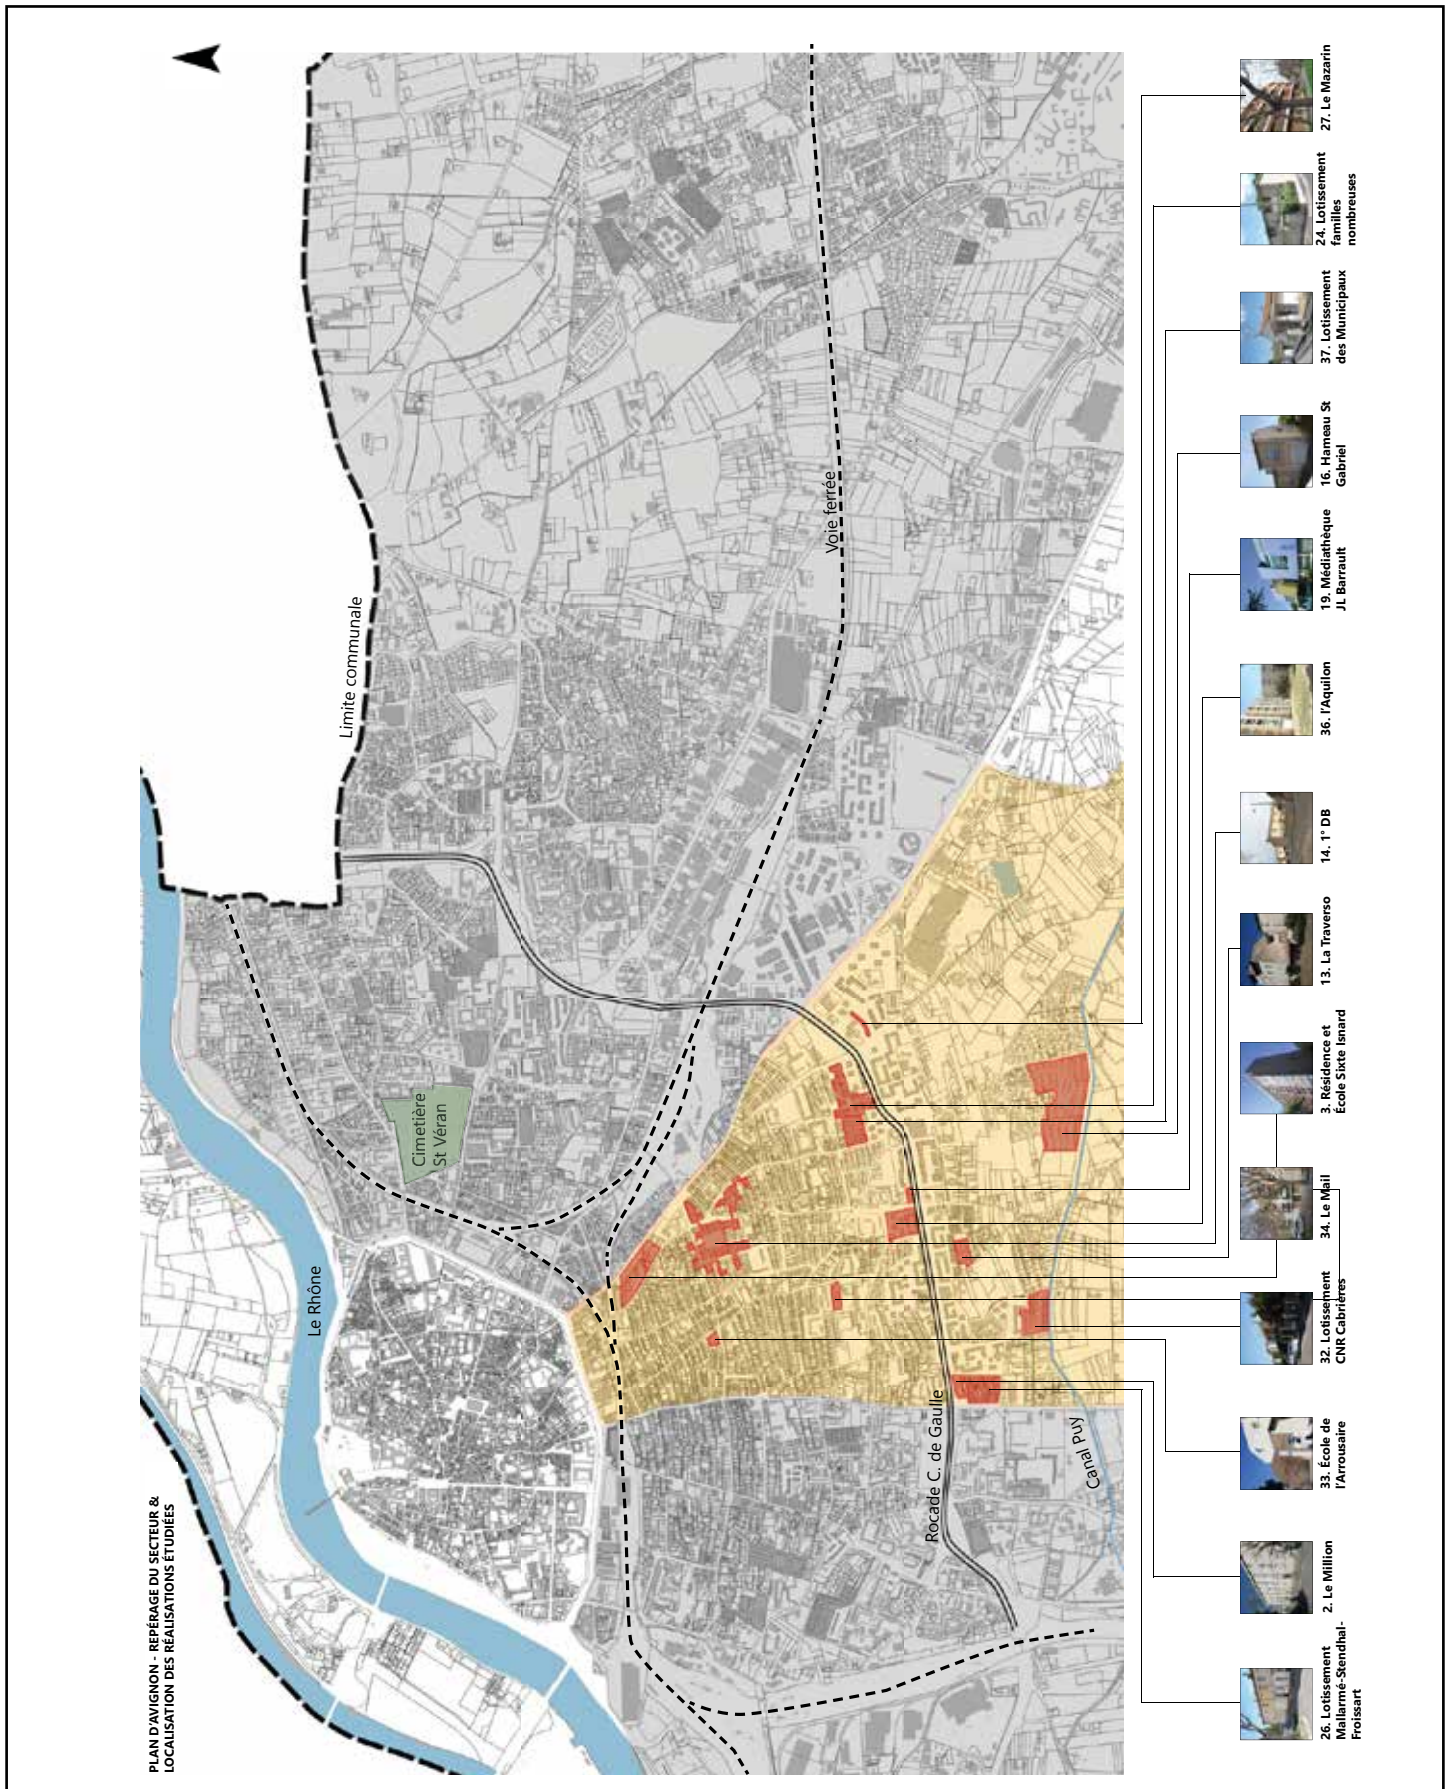 PLAN D'AVIGNON - REPÉRAGE DU SECTEUR &
LOCALISATION DES RÉALISATIONS ÉTUDIÉES
Le Rhône
Limite communale
Cimetière
St Véran
Voie ferrée
Rocade C. de Gaulle
Canal Puy
26. Lotissement
Mallarmé-Stendhal-
Froissart
2. Le Million
33. École de
l'Arrousaire
32. Lotissement
CNR Cabrières
34. Le Mail
3. Résidence et
École Sixte Isnard
13. La Traverso
14. 1° DB
36. l'Aquilon
19. Médiathèque
JL Barrault
16. Hameau St
Gabriel
37. Lotissement
des Municipaux
24. Lotissement
familles
nombreuses
27. Le Mazarin